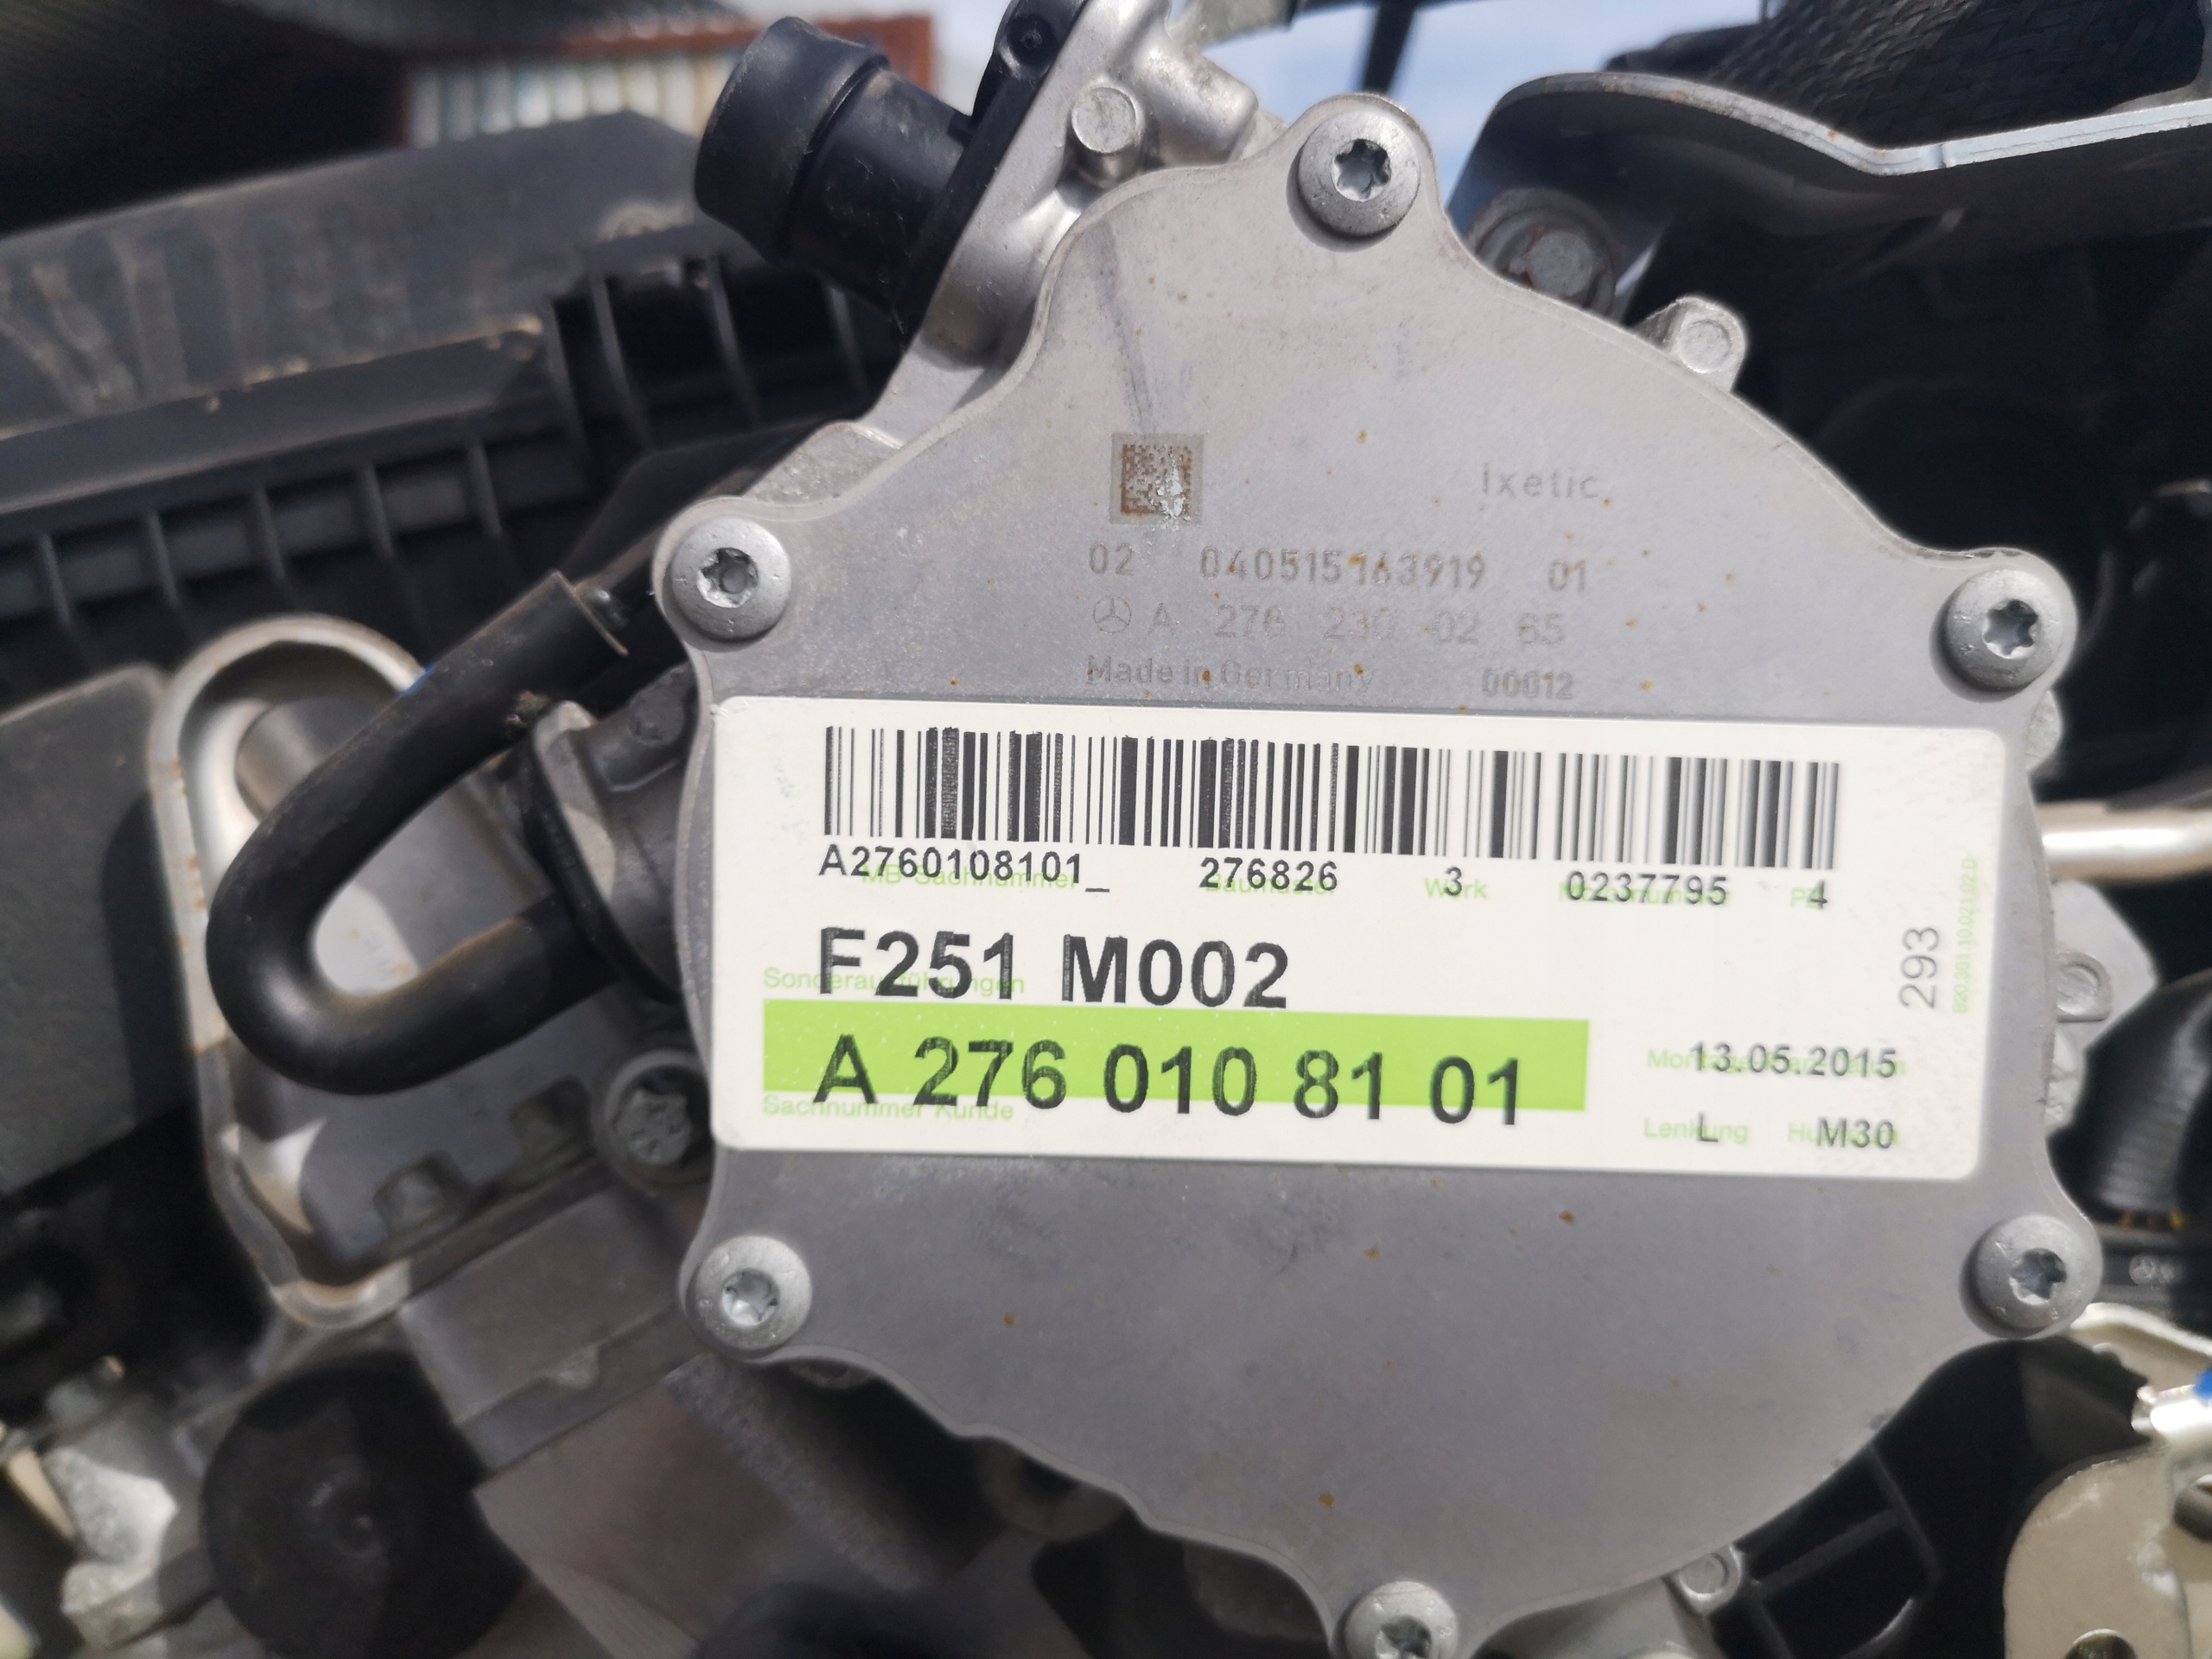 Ixetic
02 040515163919 01
A 276 230 02 65
Made in Germany 00012
A2760108101_ 276826 3 0237795 4
MB-Sachnummer Baumuster Werk
F251 M002
Sonderausführungen
293
A 276 010 81 01
13.05.2015
Sachnummer Kunde
Lenkung L M30